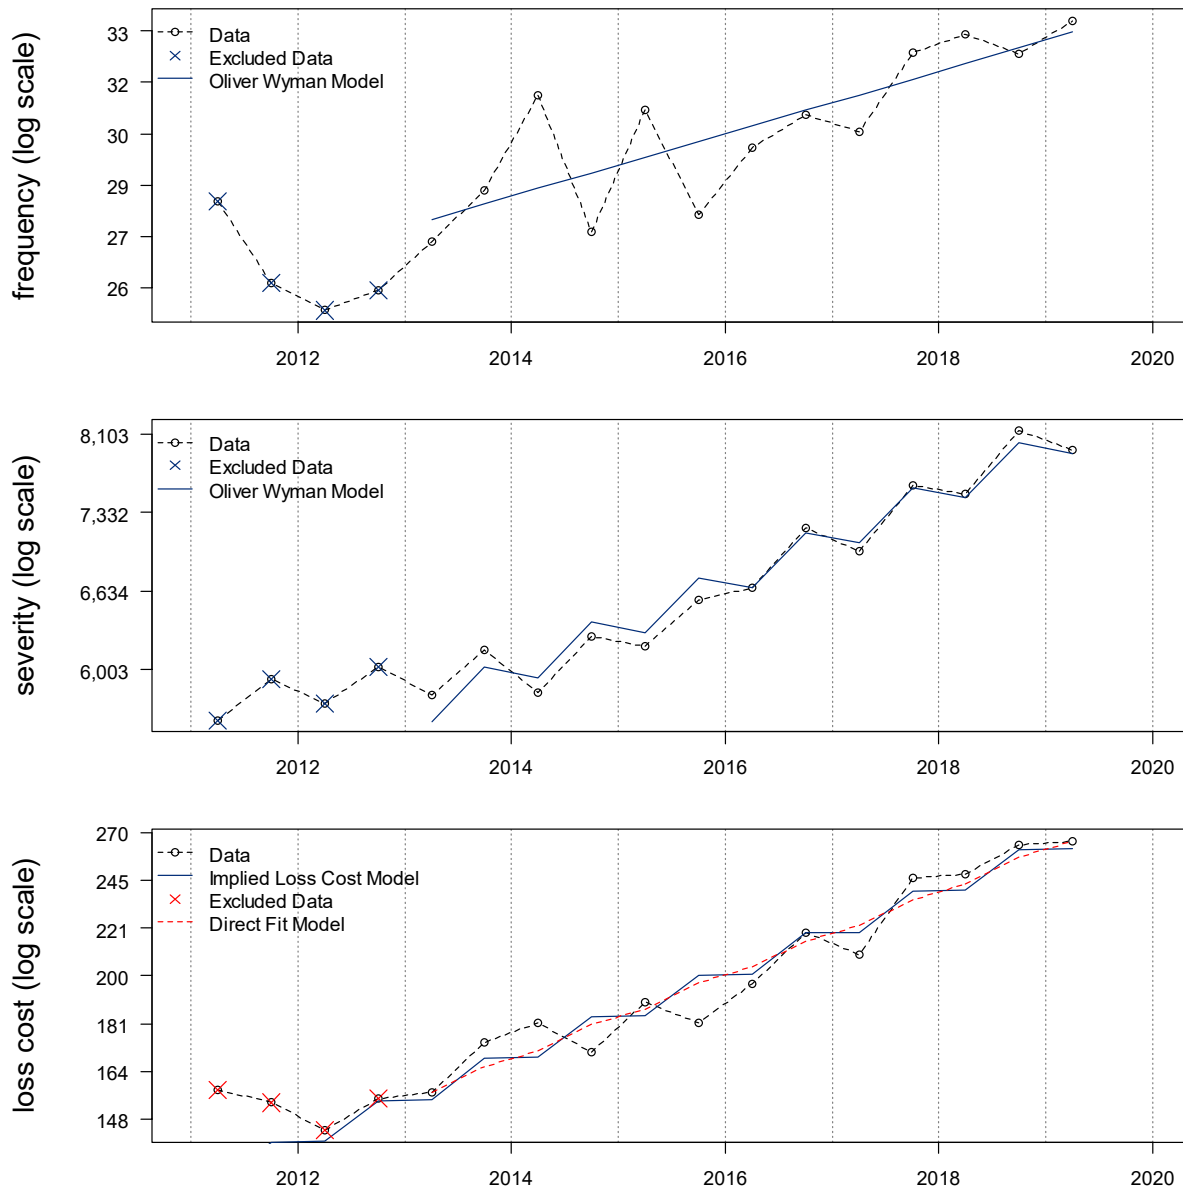 frequency (log scale)
33
32
30
29
27
26
Data
Excluded Data
Oliver Wyman Model
2012
2014
2016
2018
2020
severity (log scale)
8,103
7,332
6,634
6,003
Data
Excluded Data
Oliver Wyman Model
2012
2014
2016
2018
2020
loss cost (log scale)
270
245
221
200
181
164
148
Data
Implied Loss Cost Model
Excluded Data
Direct Fit Model
2012
2014
2016
2018
2020